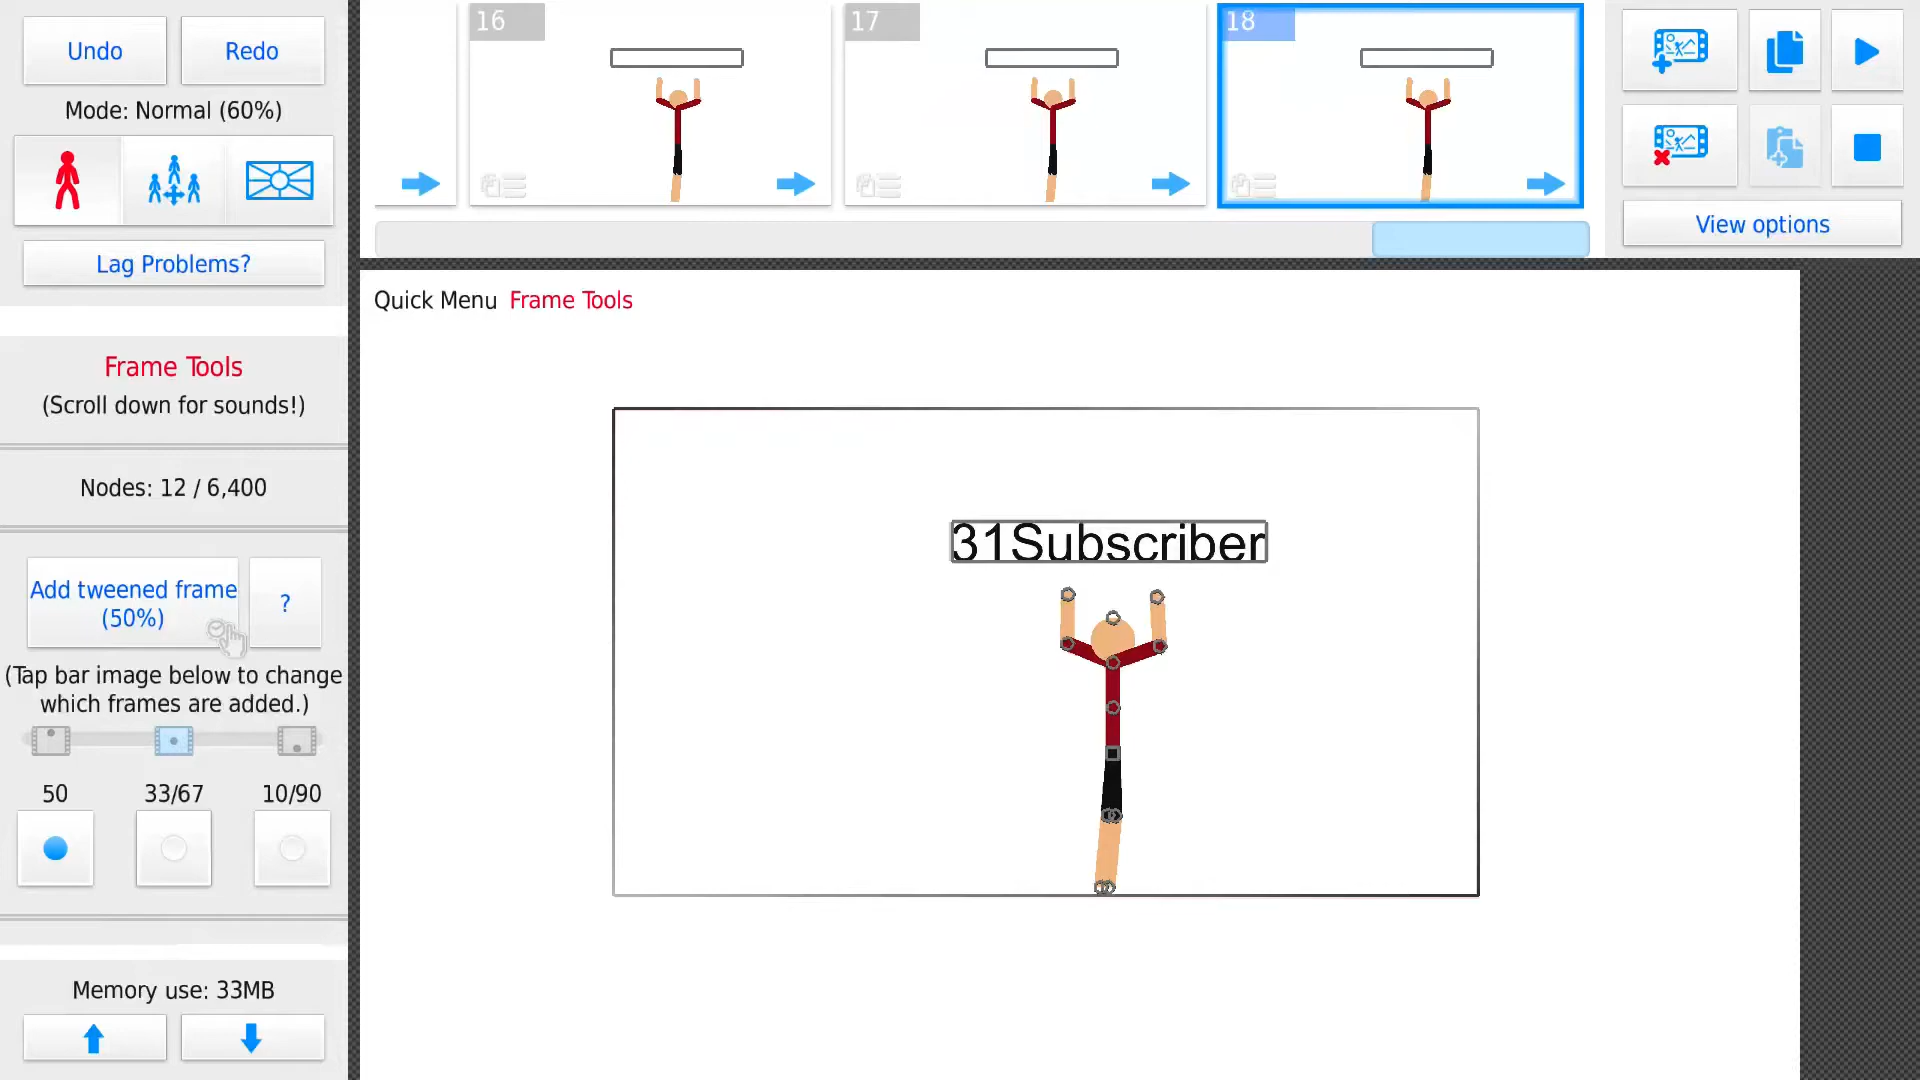 Undo
Redo
Mode: Normal (60%)
Lag Problems?
Frame Tools
(Scroll down for sounds!)
Nodes: 12 / 6,400
Add tweened frame
(50%)
?
(Tap bar image below to change
which frames are added.)
50
33/67
10/90
Memory use: 33MB
16
17
18
View options
Quick Menu Frame Tools
31Subscriber